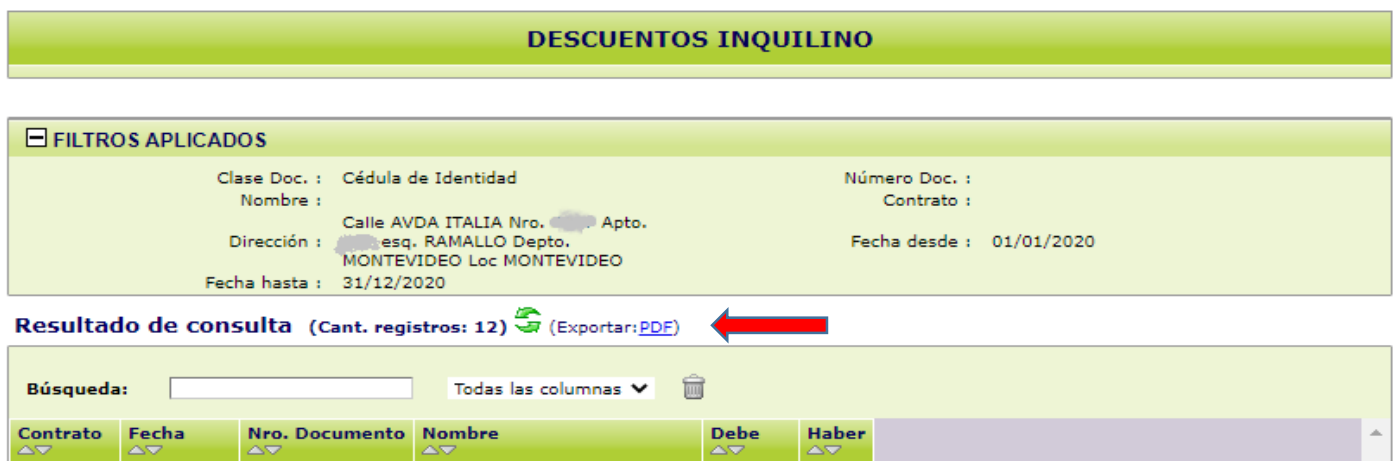 DESCUENTOS INQUILINO
FILTROS APLICADOS
Clase Doc. : Cédula de Identidad Número Doc. :
Nombre : Contrato :
Calle AVDA ITALIA Nro. Apto.
Dirección : esq. RAMALLO Depto. Fecha desde : 01/01/2020
MONTEVIDEO Loc MONTEVIDEO
Fecha hasta : 31/12/2020
Resultado de consulta (Cant. registros: 12) (Exportar:PDF)
Búsqueda: Todas las columnas
Contrato Fecha Nro. Documento Nombre Debe Haber